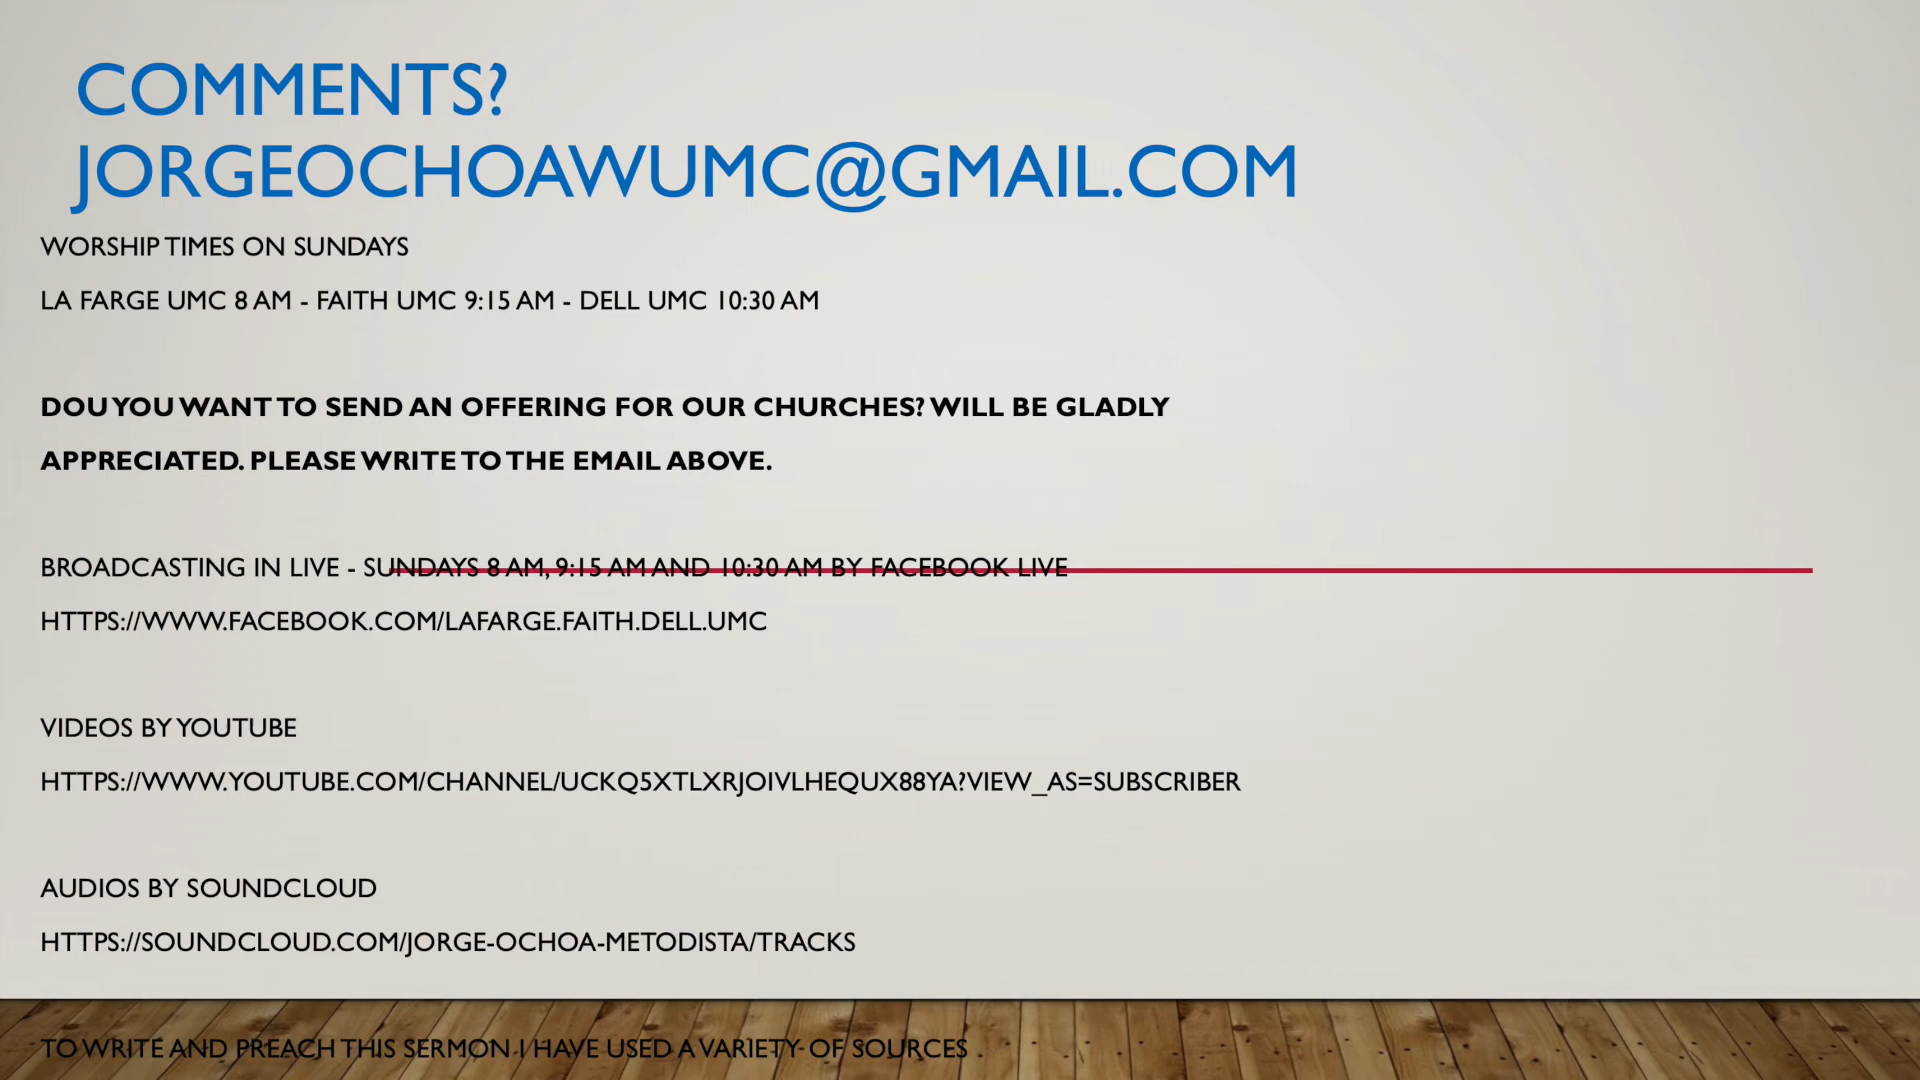 COMMENTS?
JORGEOCHOAWUMC@GMAIL.COM
WORSHIP TIMES ON SUNDAYS
LA FARGE UMC 8 AM - FAITH UMC 9:15 AM - DELL UMC 10:30 AM
DOU YOU WANT TO SEND AN OFFERING FOR OUR CHURCHES? WILL BE GLADLY
APPRECIATED. PLEASE WRITE TO THE EMAIL ABOVE.
BROADCASTING IN LIVE - SUNDAYS 8 AM, 9:15 AM AND 10:30 AM BY FACEBOOK LIVE
HTTPS://WWW.FACEBOOK.COM/LAFARGE.FAITH.DELL.UMC
VIDEOS BY YOUTUBE
HTTPS://WWW.YOUTUBE.COM/CHANNEL/UCKQ5XTLXRJOIVLHEQUX88YA?VIEW_AS=SUBSCRIBER
AUDIOS BY SOUNDCLOUD
HTTPS://SOUNDCLOUD.COM/JORGE-OCHOA-METODISTA/TRACKS
TO WRITE AND PREACH THIS SERMON I HAVE USED A VARIETY OF SOURCES .